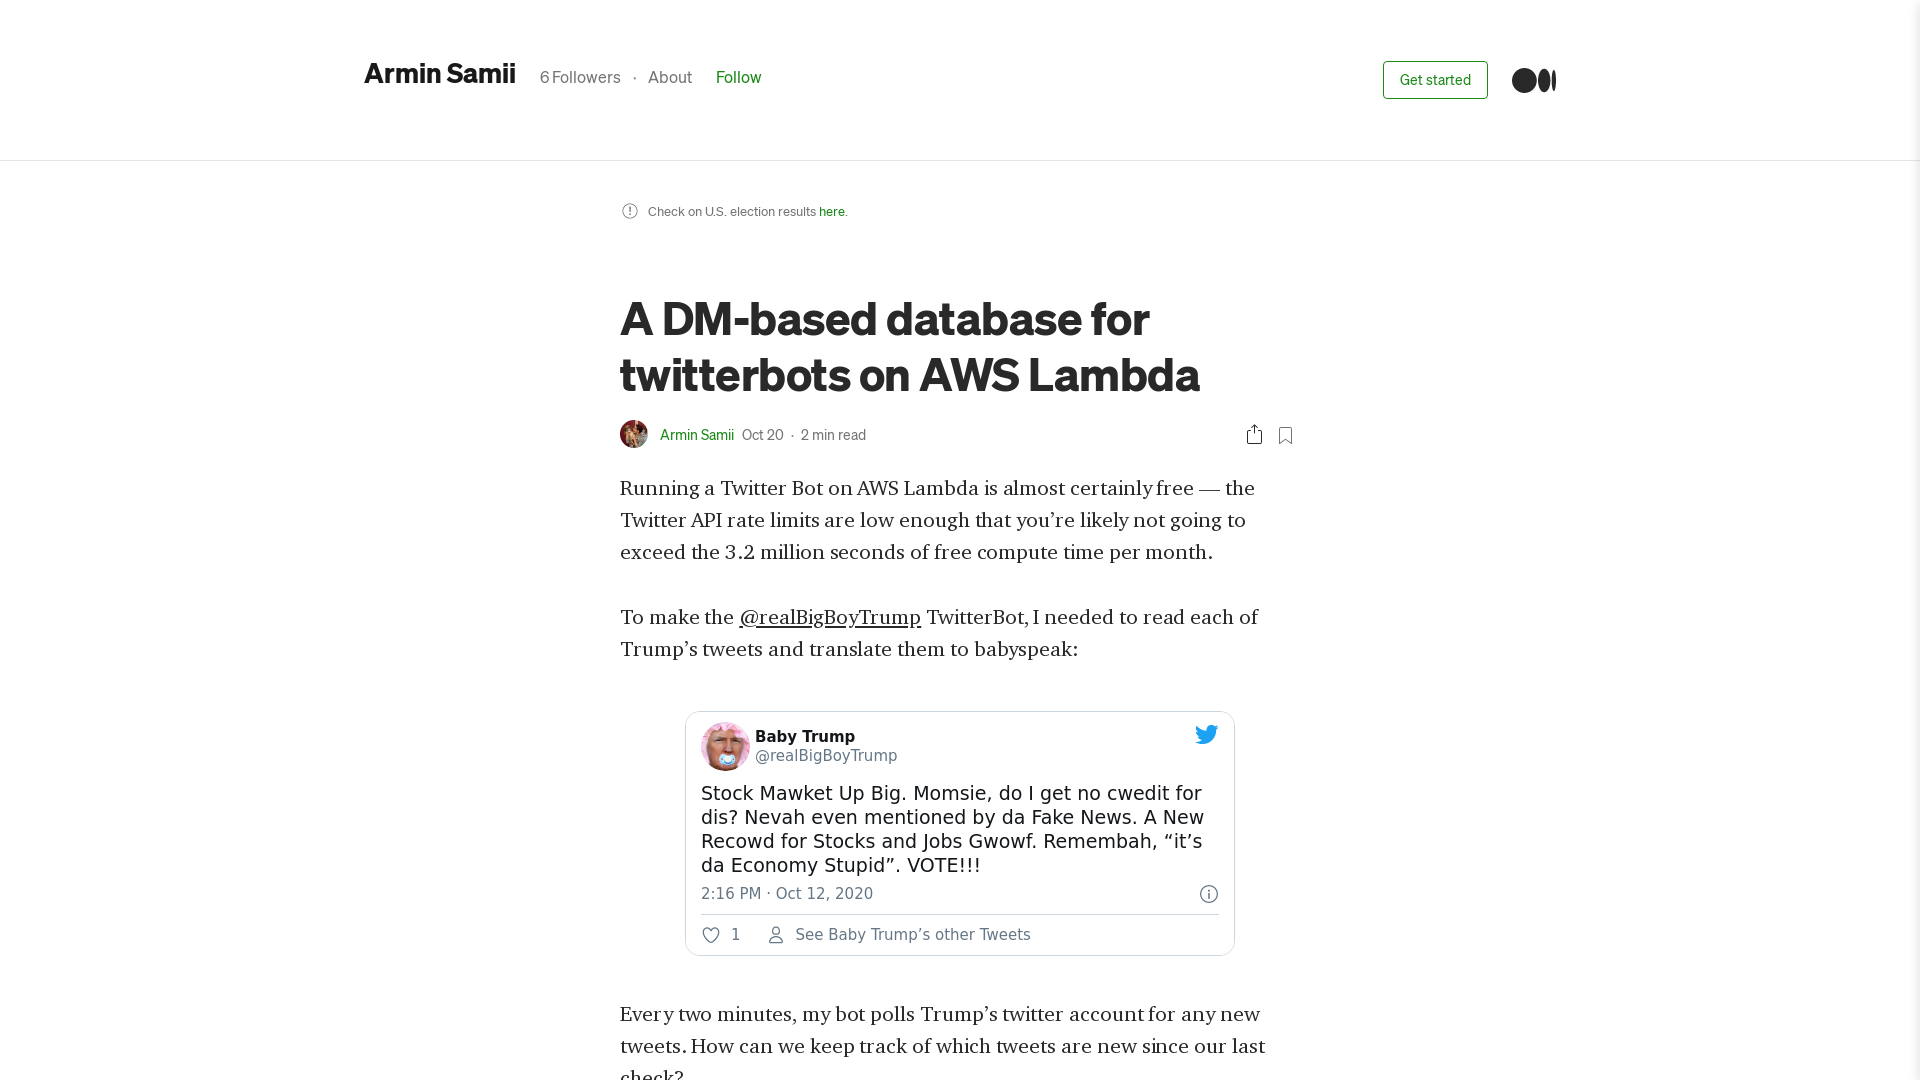 Armin Samii
6 Followers · About Follow
Get started
Check on U.S. election results here.
A DM-based database for
twitterbots on AWS Lambda
Armin Samii Oct 20 · 2 min read
Running a Twitter Bot on AWS Lambda is almost certainly free — the
Twitter API rate limits are low enough that you’re likely not going to
exceed the 3.2 million seconds of free compute time per month.
To make the @realBigBoyTrump TwitterBot, I needed to read each of
Trump’s tweets and translate them to babyspeak:
Baby Trump
@realBigBoyTrump
Stock Mawket Up Big. Momsie, do I get no cwedit for
dis? Nevah even mentioned by da Fake News. A New
Recowd for Stocks and Jobs Gwowf. Remembah, “it’s
da Economy Stupid”. VOTE!!!
2:16 PM · Oct 12, 2020
1 See Baby Trump’s other Tweets
Every two minutes, my bot polls Trump’s twitter account for any new
tweets. How can we keep track of which tweets are new since our last
check?